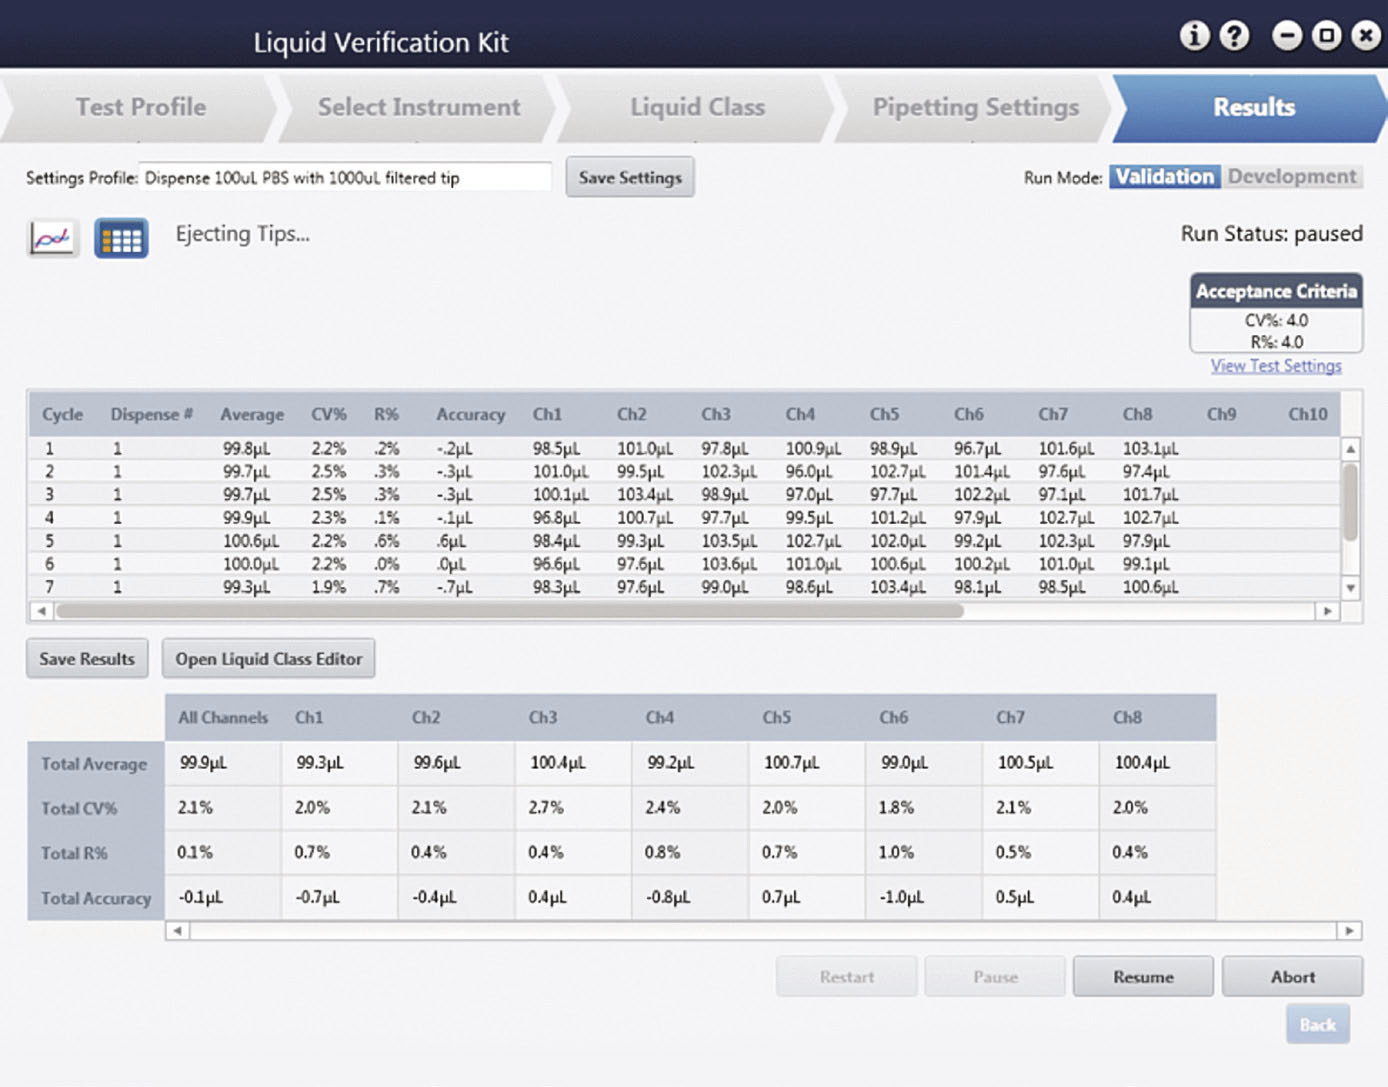 Liquid Verification Kit
Test Profile Select Instrument Liquid Class Pipetting Settings Results
Settings Profile: Dispense 100uL PBS with 1000uL filtered tip Save Settings Run Mode: Validation Development
Ejecting Tips... Run Status: paused
Acceptance Criteria
CV%: 4.0
R%: 4.0
View Test Settings
Cycle Dispense # Average CV% R% Accuracy Ch1 Ch2 Ch3 Ch4 Ch5 Ch6 Ch7 Ch8 Ch9 Ch10
1 1 99.8µL 2.2% .2% -.2µL 98.5µL 101.0µL 97.8µL 100.9µL 98.9µL 96.7µL 101.6µL 103.1µL
2 1 99.7µL 2.5% .3% -.3µL 101.0µL 99.5µL 102.3µL 96.0µL 102.7µL 101.4µL 97.6µL 97.4µL
3 1 99.7µL 2.5% .3% -.3µL 100.1µL 103.4µL 98.9µL 97.0µL 97.7µL 102.2µL 97.1µL 101.7µL
4 1 99.9µL 2.3% .1% -.1µL 96.8µL 100.7µL 97.7µL 99.5µL 101.2µL 97.9µL 102.7µL 102.7µL
5 1 100.6µL 2.2% .6% .6µL 98.4µL 99.3µL 103.5µL 102.7µL 102.0µL 99.2µL 102.3µL 97.9µL
6 1 100.0µL 2.2% .0% .0µL 96.6µL 97.6µL 103.6µL 101.0µL 100.6µL 100.2µL 101.0µL 99.1µL
7 1 99.3µL 1.9% .7% -.7µL 98.3µL 97.6µL 99.0µL 98.6µL 103.4µL 98.1µL 98.5µL 100.6µL
Save Results Open Liquid Class Editor
All Channels Ch1 Ch2 Ch3 Ch4 Ch5 Ch6 Ch7 Ch8
Total Average 99.9µL 99.3µL 99.6µL 100.4µL 99.2µL 100.7µL 99.0µL 100.5µL 100.4µL
Total CV% 2.1% 2.0% 2.1% 2.7% 2.4% 2.0% 1.8% 2.1% 2.0%
Total R% 0.1% 0.7% 0.4% 0.4% 0.8% 0.7% 1.0% 0.5% 0.4%
Total Accuracy -0.1µL -0.7µL -0.4µL 0.4µL -0.8µL 0.7µL -1.0µL 0.5µL 0.4µL
Restart Pause Resume Abort
Back